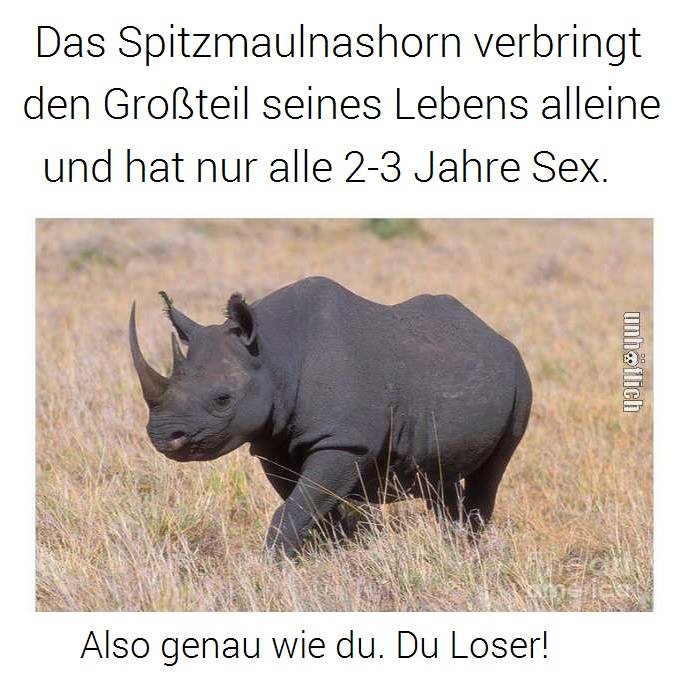 Das Spitzmaulnashorn verbringt
den Großteil seines Lebens alleine
und hat nur alle 2-3 Jahre Sex.
unhöflich
america
Also genau wie du. Du Loser!